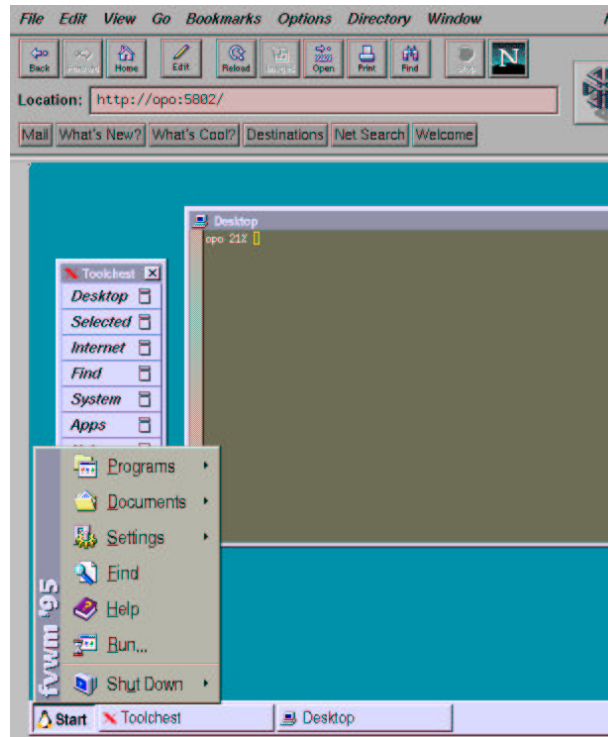 File Edit View Go Bookmarks Options Directory Window
Back Home Edit Reload Open Print Find
N
Location: http://opo:5802/
Mail What's New? What's Cool? Destinations Net Search Welcome
Desktop
opo 21%
Toolchest
Desktop
Selected
Internet
Find
System
Apps
Programs
Documents
Settings
Find
Help
Run...
Shut Down
fvwm '95
Start Toolchest Desktop